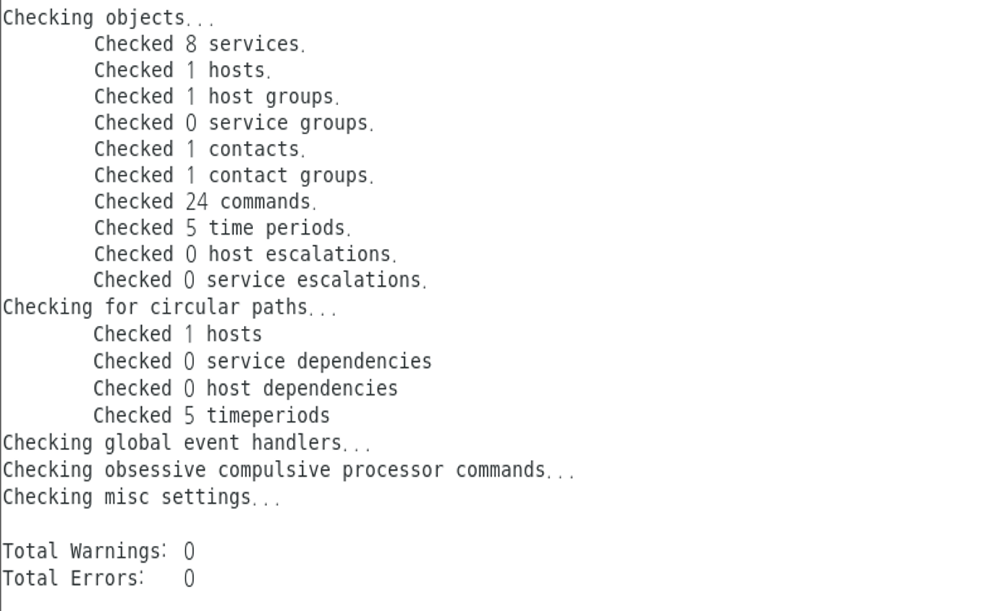 Checking objects...
Checked 8 services.
Checked 1 hosts.
Checked 1 host groups.
Checked 0 service groups.
Checked 1 contacts.
Checked 1 contact groups.
Checked 24 commands.
Checked 5 time periods.
Checked 0 host escalations.
Checked 0 service escalations.
Checking for circular paths...
Checked 1 hosts
Checked 0 service dependencies
Checked 0 host dependencies
Checked 5 timeperiods
Checking global event handlers...
Checking obsessive compulsive processor commands...
Checking misc settings...
Total Warnings: 0
Total Errors: 0